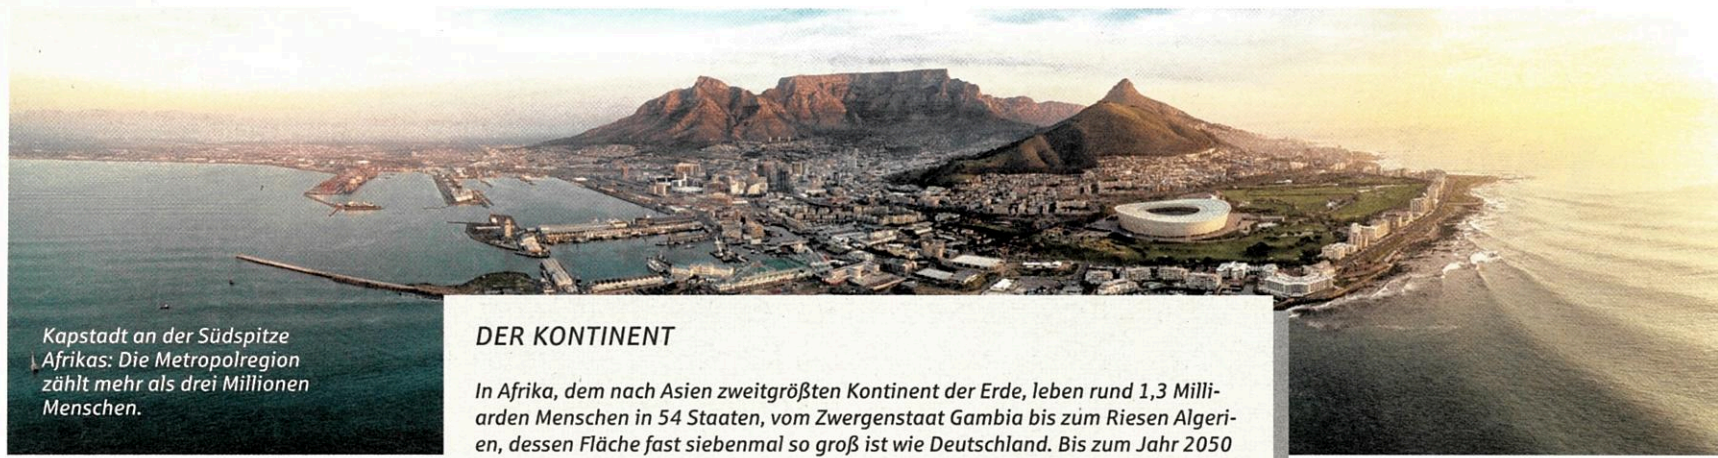 Kapstadt an der Südspitze
Afrikas: Die Metropolregion
zählt mehr als drei Millionen
Menschen.
DER KONTINENT
In Afrika, dem nach Asien zweitgrößten Kontinent der Erde, leben rund 1,3 Milli-
arden Menschen in 54 Staaten, vom Zwergenstaat Gambia bis zum Riesen Algeri-
en, dessen Fläche fast siebenmal so groß ist wie Deutschland. Bis zum Jahr 2050